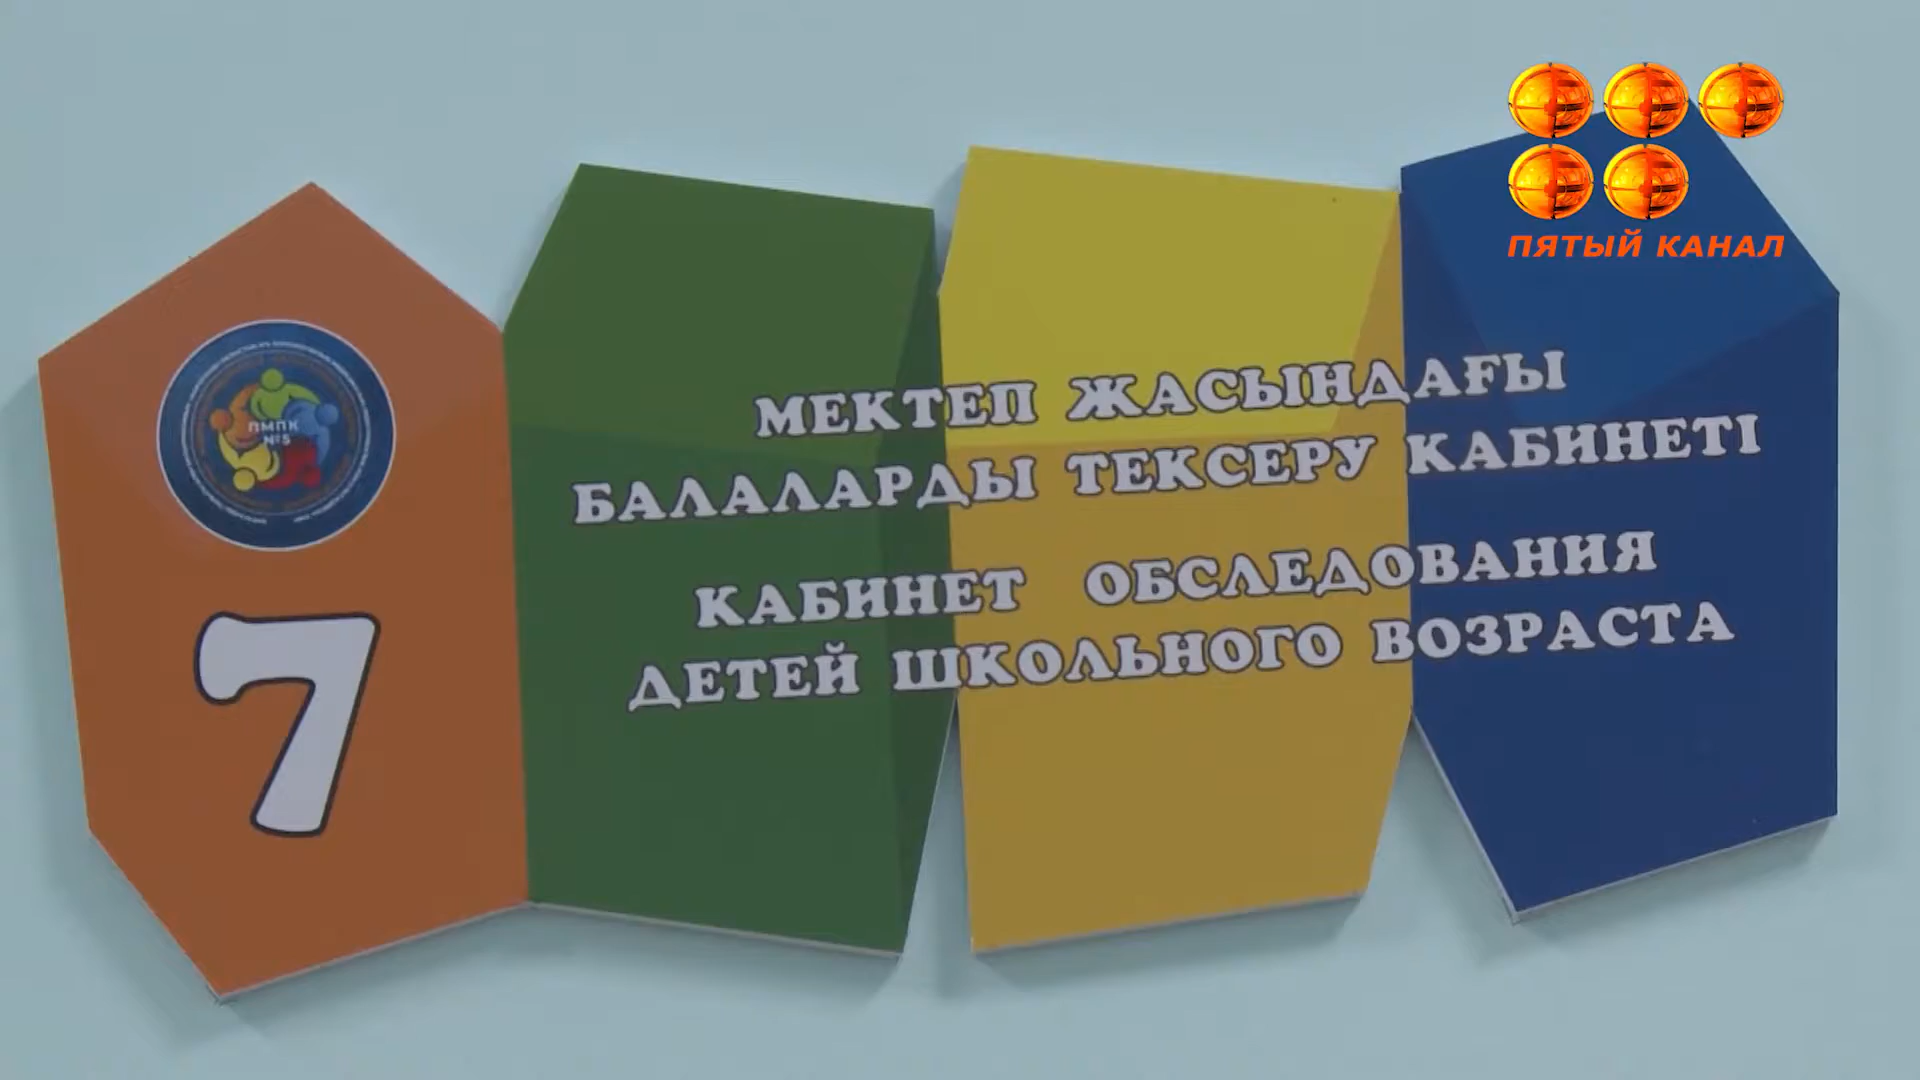 ПЯТЫЙ КАНАЛ
ПМПК
№5
7
МЕКТЕП ЖАСЫНДАҒЫ
БАЛАЛАРДЫ ТЕКСЕРУ КАБИНЕТІ
КАБИНЕТ ОБСЛЕДОВАНИЯ
ДЕТЕЙ ШКОЛЬНОГО ВОЗРАСТА